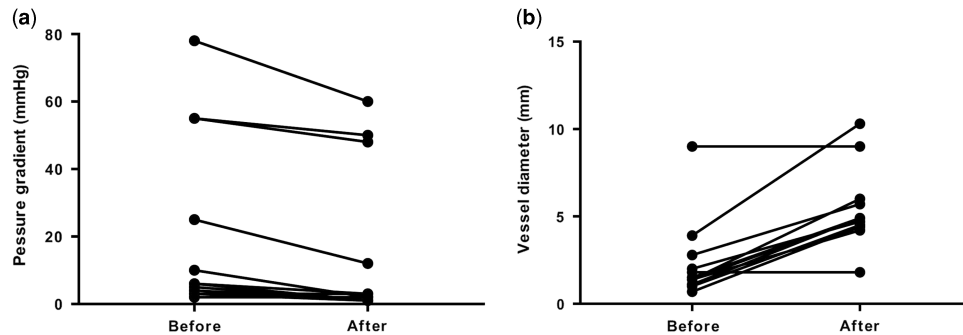 (a)
Pessure gradient (mmHg)
80
60
40
20
0
Before After
(b)
Vessel diameter (mm)
15
10
5
0
Before After